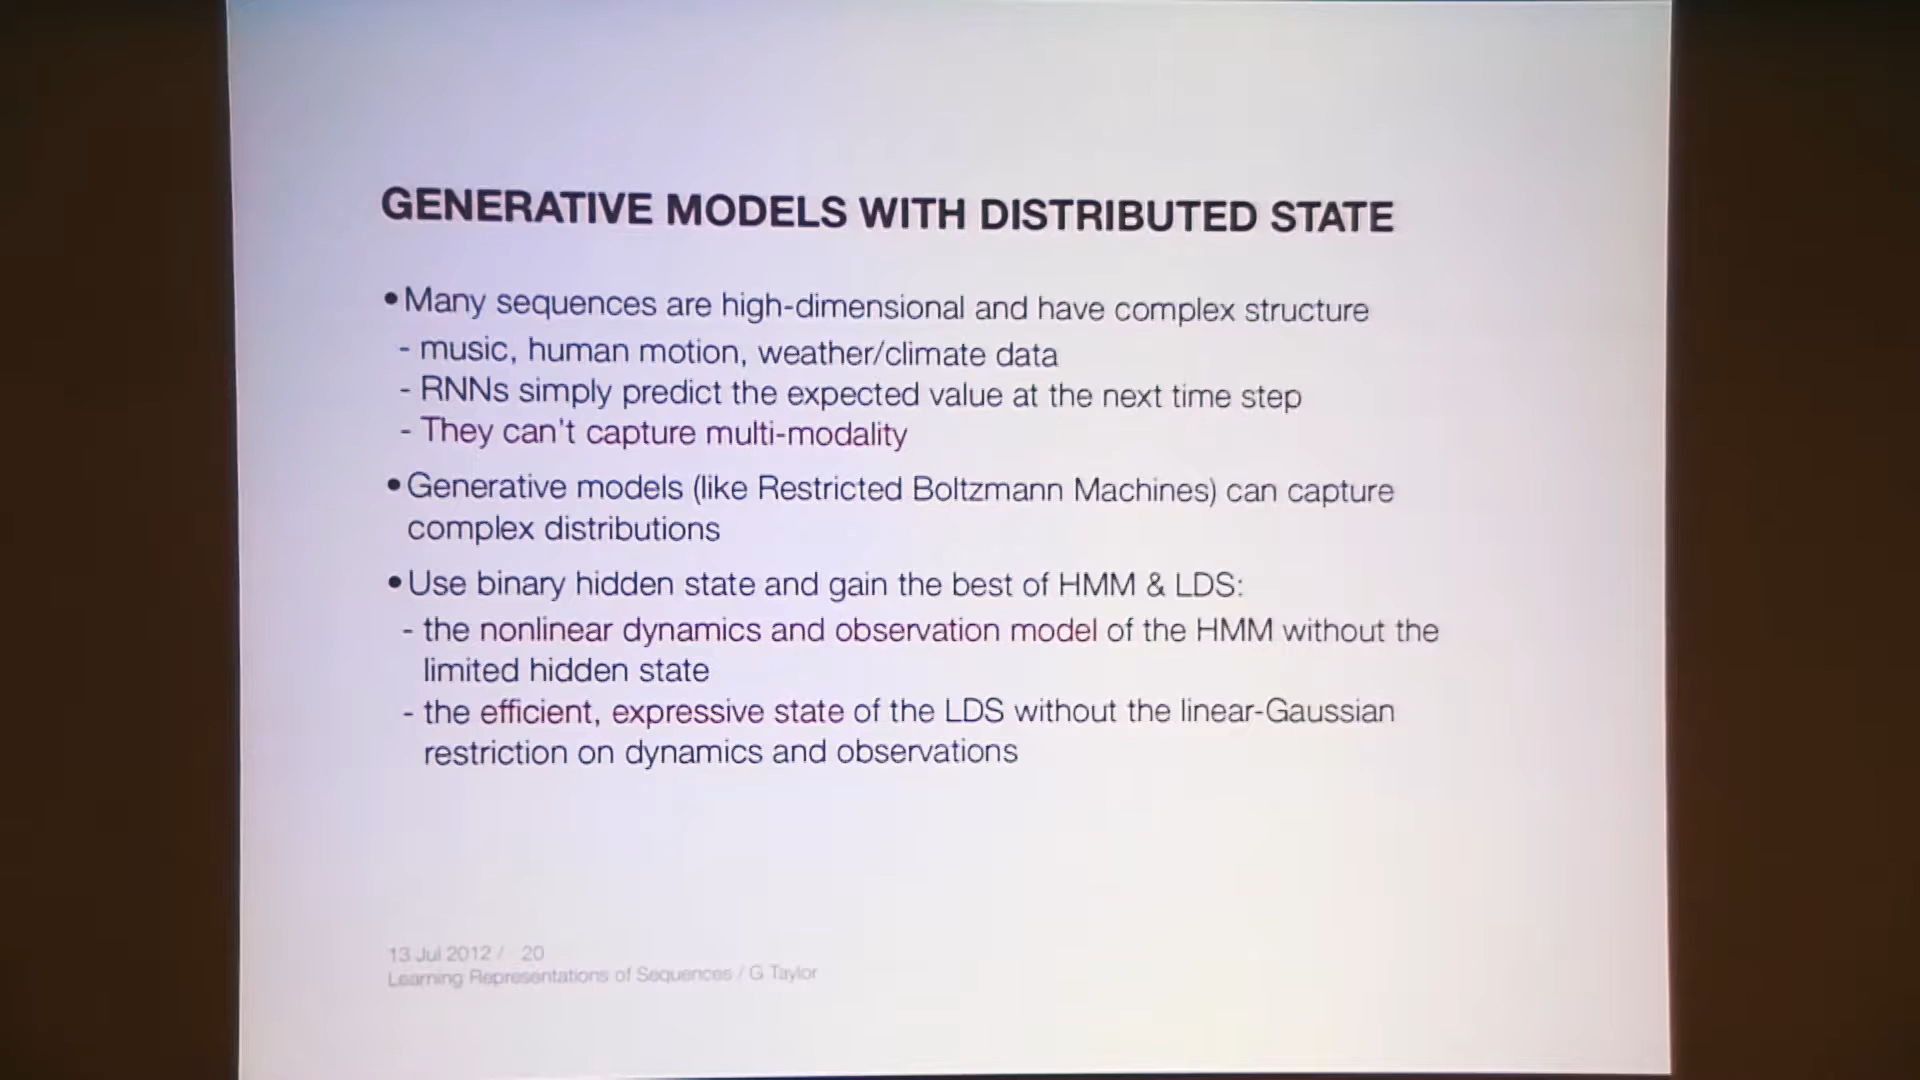 GENERATIVE MODELS WITH DISTRIBUTED STATE
•Many sequences are high-dimensional and have complex structure
- music, human motion, weather/climate data
- RNNs simply predict the expected value at the next time step
- They can't capture multi-modality
•Generative models (like Restricted Boltzmann Machines) can capture
complex distributions
•Use binary hidden state and gain the best of HMM & LDS:
- the nonlinear dynamics and observation model of the HMM without the
limited hidden state
- the efficient, expressive state of the LDS without the linear-Gaussian
restriction on dynamics and observations
13 Jul 2012 / 20
Learning Representations of Sequences / G Taylor